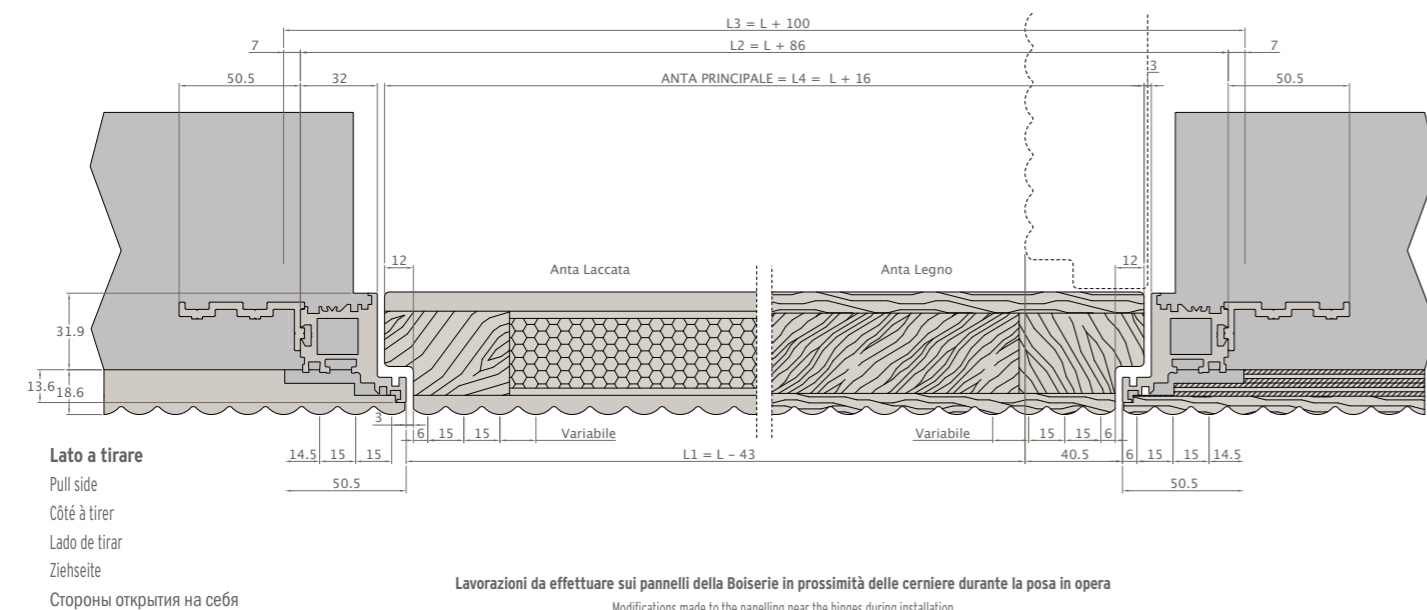 L3 = L + 100
7 L2 = L + 86 7
50.5 32 ANTA PRINCIPALE = L4 = L + 16 3 50.5
12 Anta Laccata Anta Legno 12
31.9
13.6 18.6
3
6 15 15 Variabile Variabile 15 15 6
14.5 15 15 L1 = L – 43 40.5 6 15 15 14.5
50.5 50.5
Lato a tirare
Pull side
Côté à tirer
Lado de tirar
Ziehseite
Стороны открытия на себя
Lavorazioni da effettuare sui pannelli della Boiserie in prossimità delle cerniere durante la posa in opera
Modifications made to the panelling near the hinges during installation